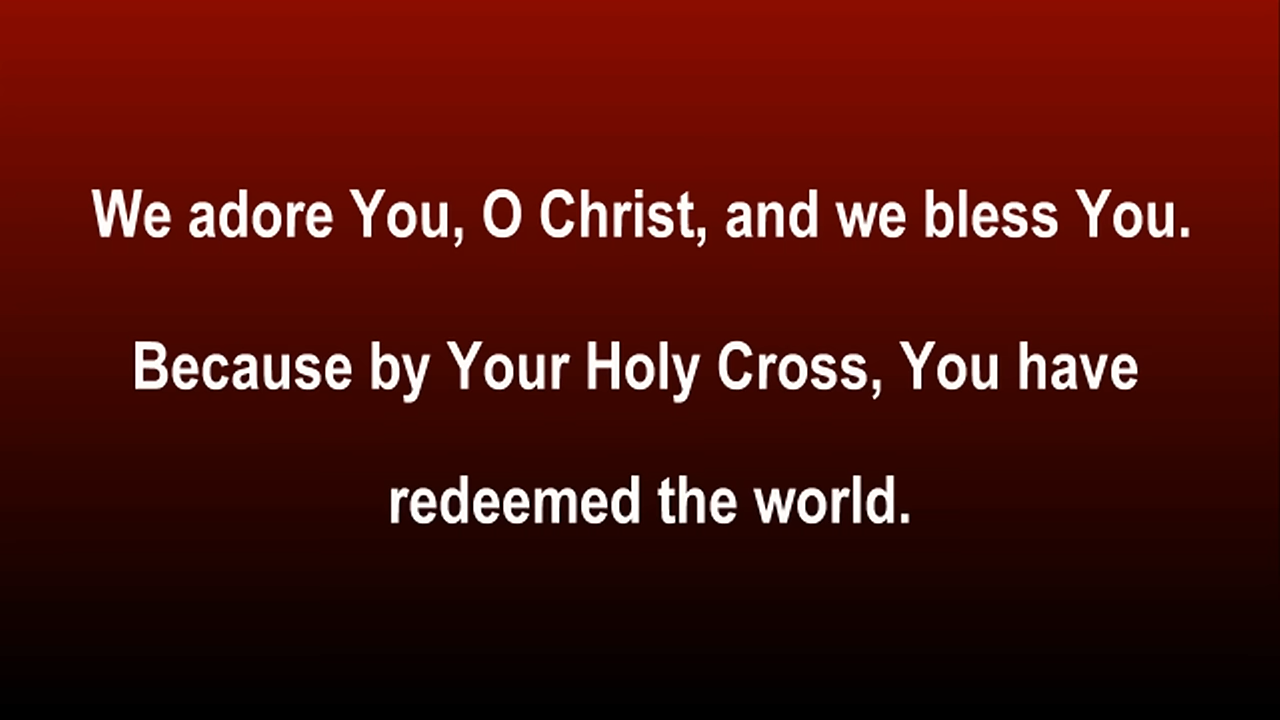 We adore You, O Christ, and we bless You.
Because by Your Holy Cross, You have
redeemed the world.